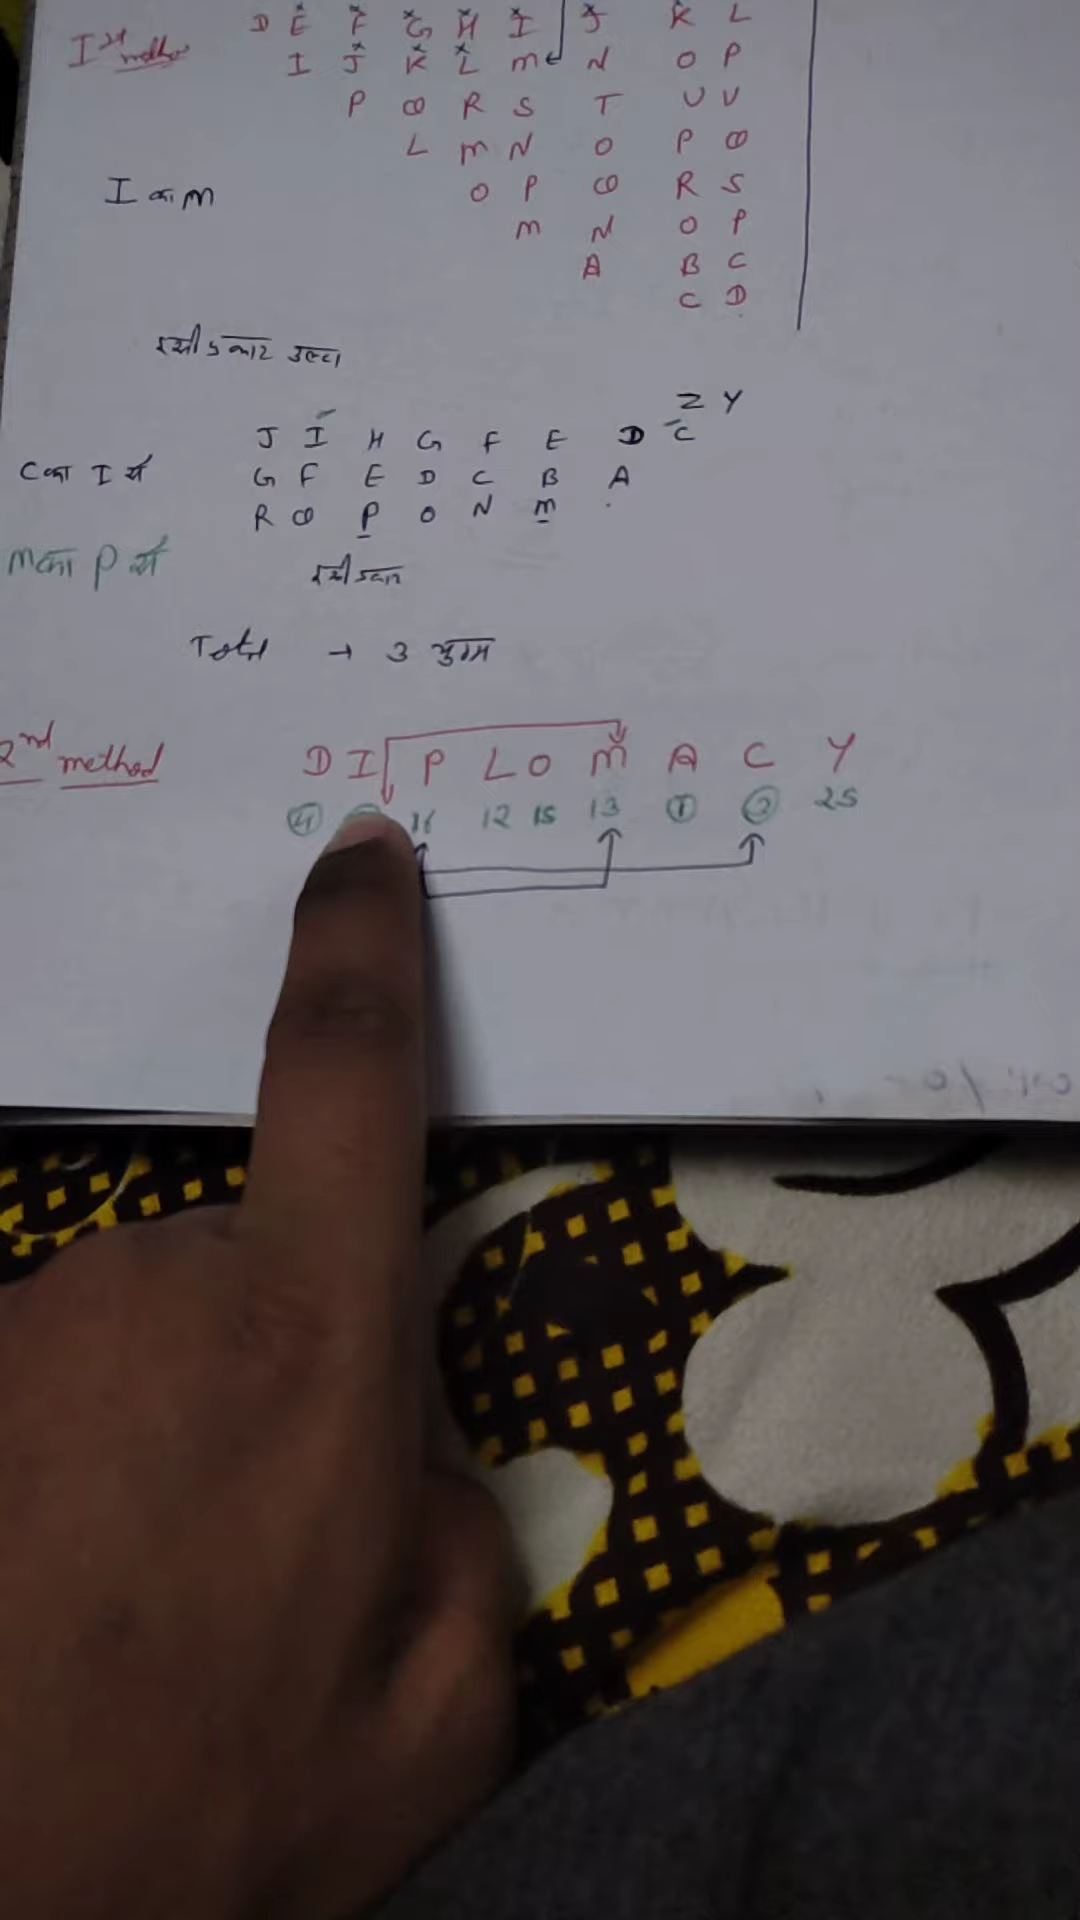 D E F G H I J K L
Ist method I J K L M N O P
P Q R S T U V
L M N O P Q
I का M O P Q R S
M N O P
A B C
C D
इसी प्रकार उल्टा
Z Y
J I H G F E D C
C का I से G F E D C B A
R Q P O N M
M का P से इसी प्रकार
Total → 3 युग्म
2nd method D I P L O M A C Y
4 16 12 15 13 1 3 25